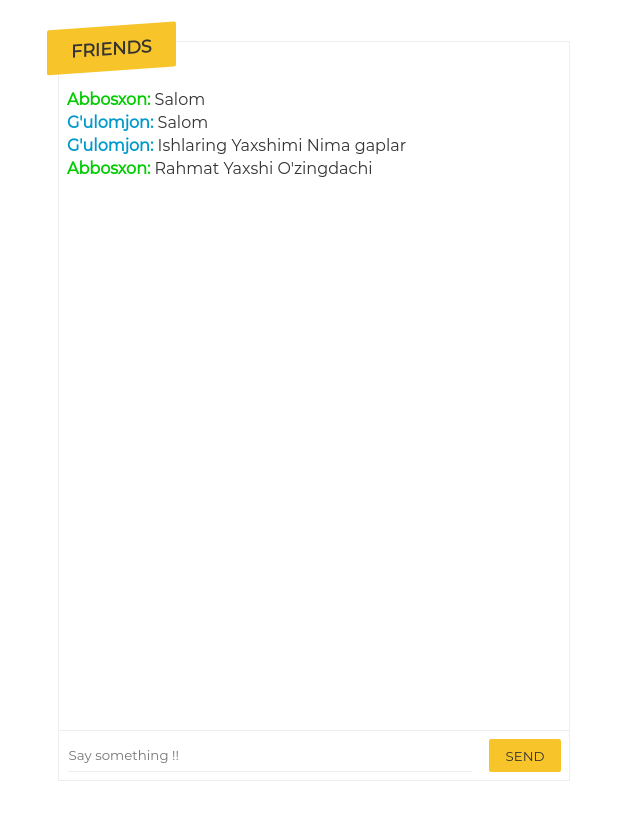 FRIENDS
Abbosxon: Salom
G'ulomjon: Salom
G'ulomjon: Ishlaring Yaxshimi Nima gaplar
Abbosxon: Rahmat Yaxshi O'zingdachi
Say something !!
SEND